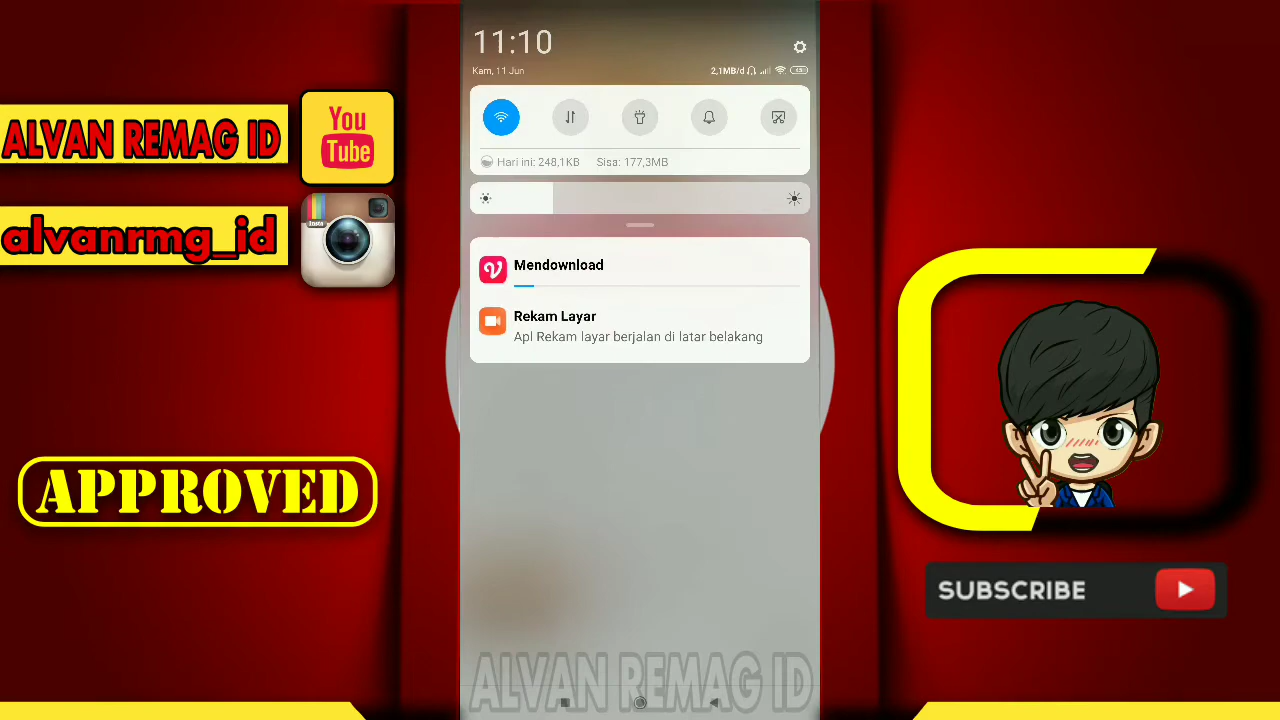 ALVAN REMAG ID
You
Tube
Insta
alvanrmg_id
APPROVED
11:10
Kam, 11 Jun
2,1MB/d
Hari ini: 248,1KB Sisa: 177,3MB
Mendownload
Rekam Layar
Apl Rekam layar berjalan di latar belakang
ALVAN REMAG ID
SUBSCRIBE